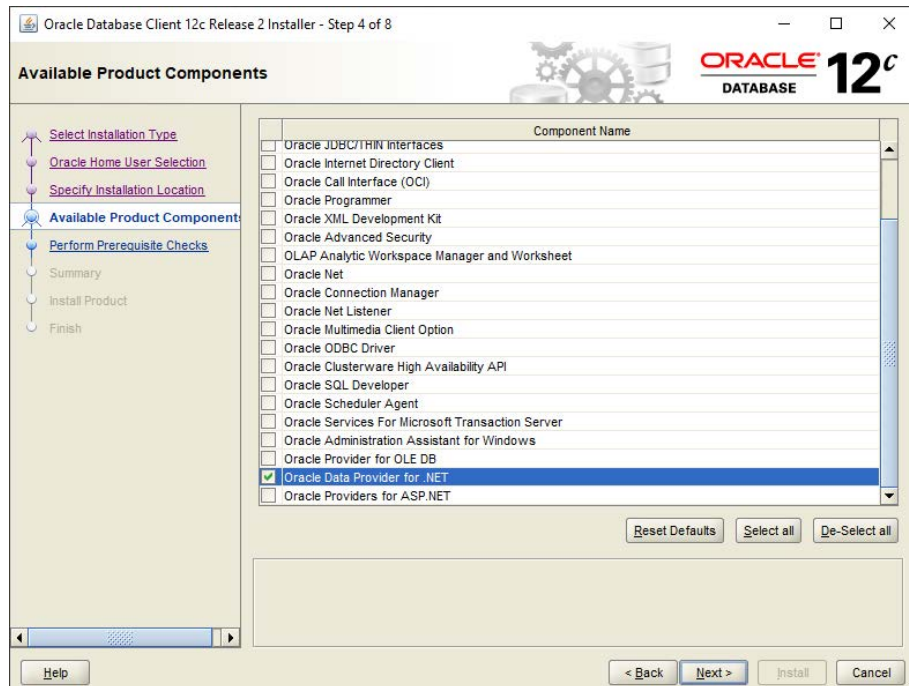 Oracle Database Client 12c Release 2 Installer - Step 4 of 8
Available Product Components
ORACLE
DATABASE
12c
Select Installation Type
Oracle Home User Selection
Specify Installation Location
Available Product Components
Perform Prerequisite Checks
Summary
Install Product
Finish
Component Name
Oracle JDBC/THIN Interfaces
Oracle Internet Directory Client
Oracle Call Interface (OCI)
Oracle Programmer
Oracle XML Development Kit
Oracle Advanced Security
OLAP Analytic Workspace Manager and Worksheet
Oracle Net
Oracle Connection Manager
Oracle Net Listener
Oracle Multimedia Client Option
Oracle ODBC Driver
Oracle Clusterware High Availability API
Oracle SQL Developer
Oracle Scheduler Agent
Oracle Services For Microsoft Transaction Server
Oracle Administration Assistant for Windows
Oracle Provider for OLE DB
Oracle Data Provider for .NET
Oracle Providers for ASP.NET
Reset Defaults Select all De-Select all
Help < Back Next > Install Cancel